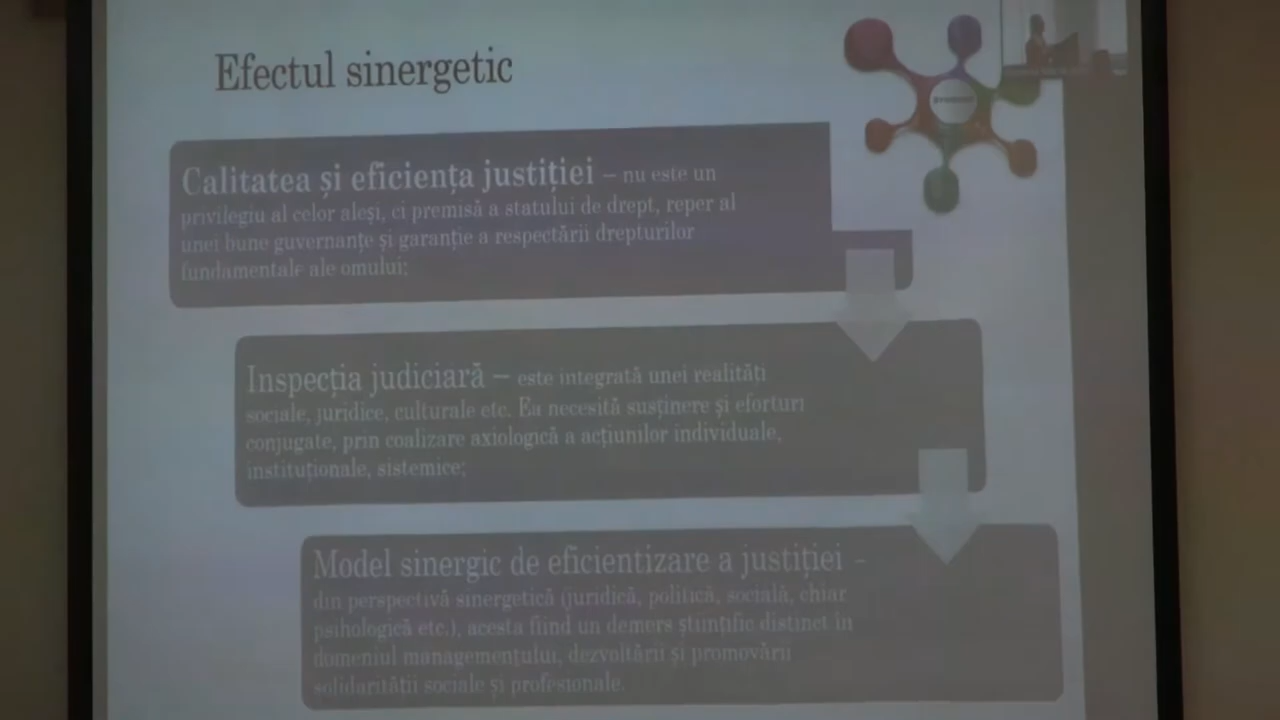 Efectul sinergetic
Calitatea și eficiența justiției – nu este un
privilegiu al celor aleși, ci premisă a statului de drept, reper al
unei bune guvernanțe și garanție a respectării drepturilor
fundamentale ale omului;
Inspecția judiciară – este integrată unei realități
sociale, juridice, culturale etc. Ea necesită susținere și eforturi
conjugate, prin coalizare axiologică a acțiunilor individuale,
instituționale, sistemice;
Model sinergic de eficientizare a justiției -
din perspectivă sinergetică (juridică, politică, socială, chiar
psihologică etc.), acesta fiind un demers științific distinct în
domeniul managementului, dezvoltării și promovării
solidarității sociale și profesionale.